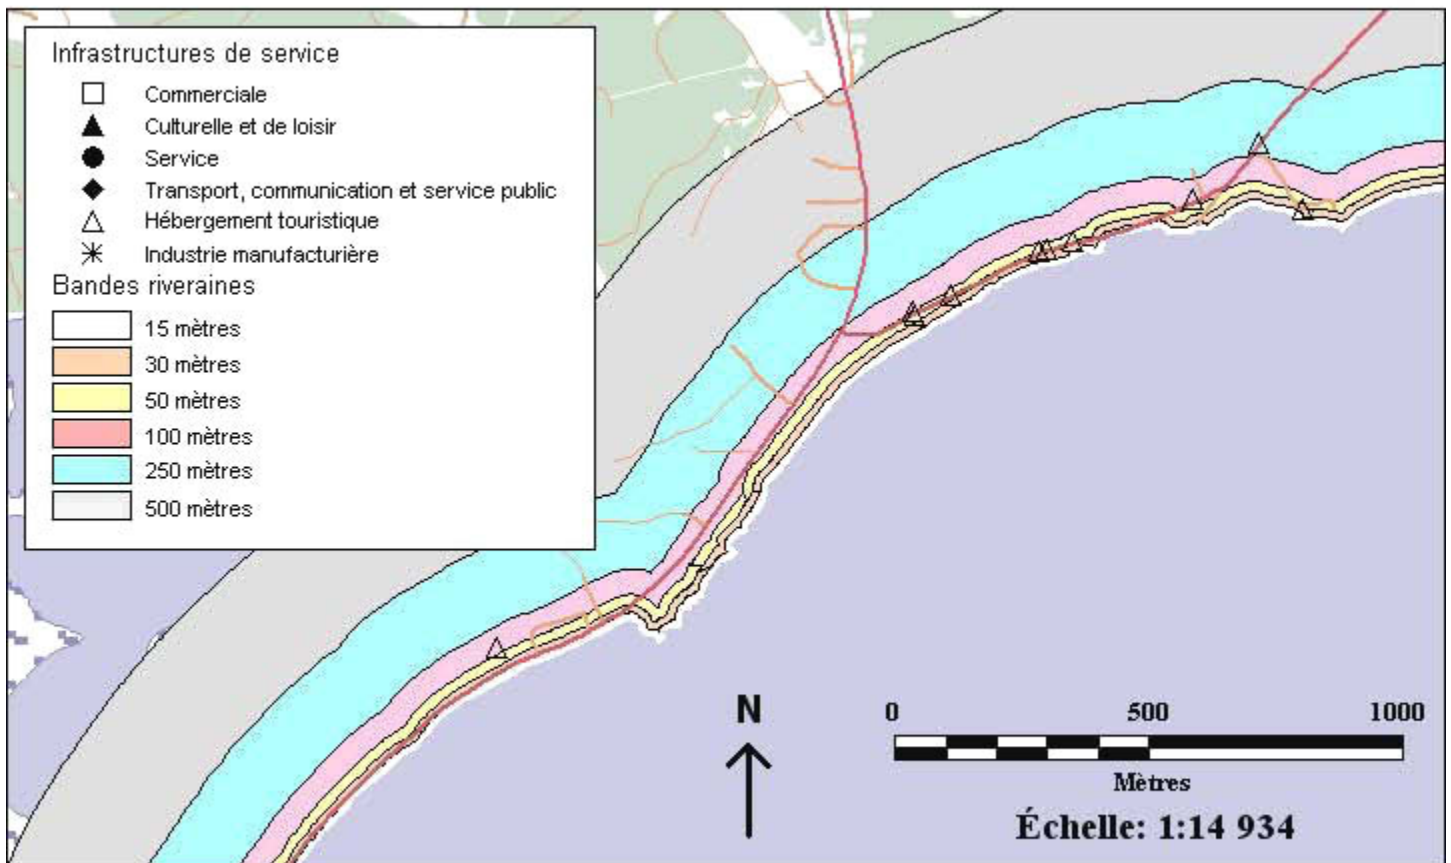 Infrastructures de service
Commerciale
Culturelle et de loisir
Service
Transport, communication et service public
Hébergement touristique
Industrie manufacturière
Bandes riveraines
15 mètres
30 mètres
50 mètres
100 mètres
250 mètres
500 mètres
N
0 500 1000
Mètres
Échelle: 1:14 934